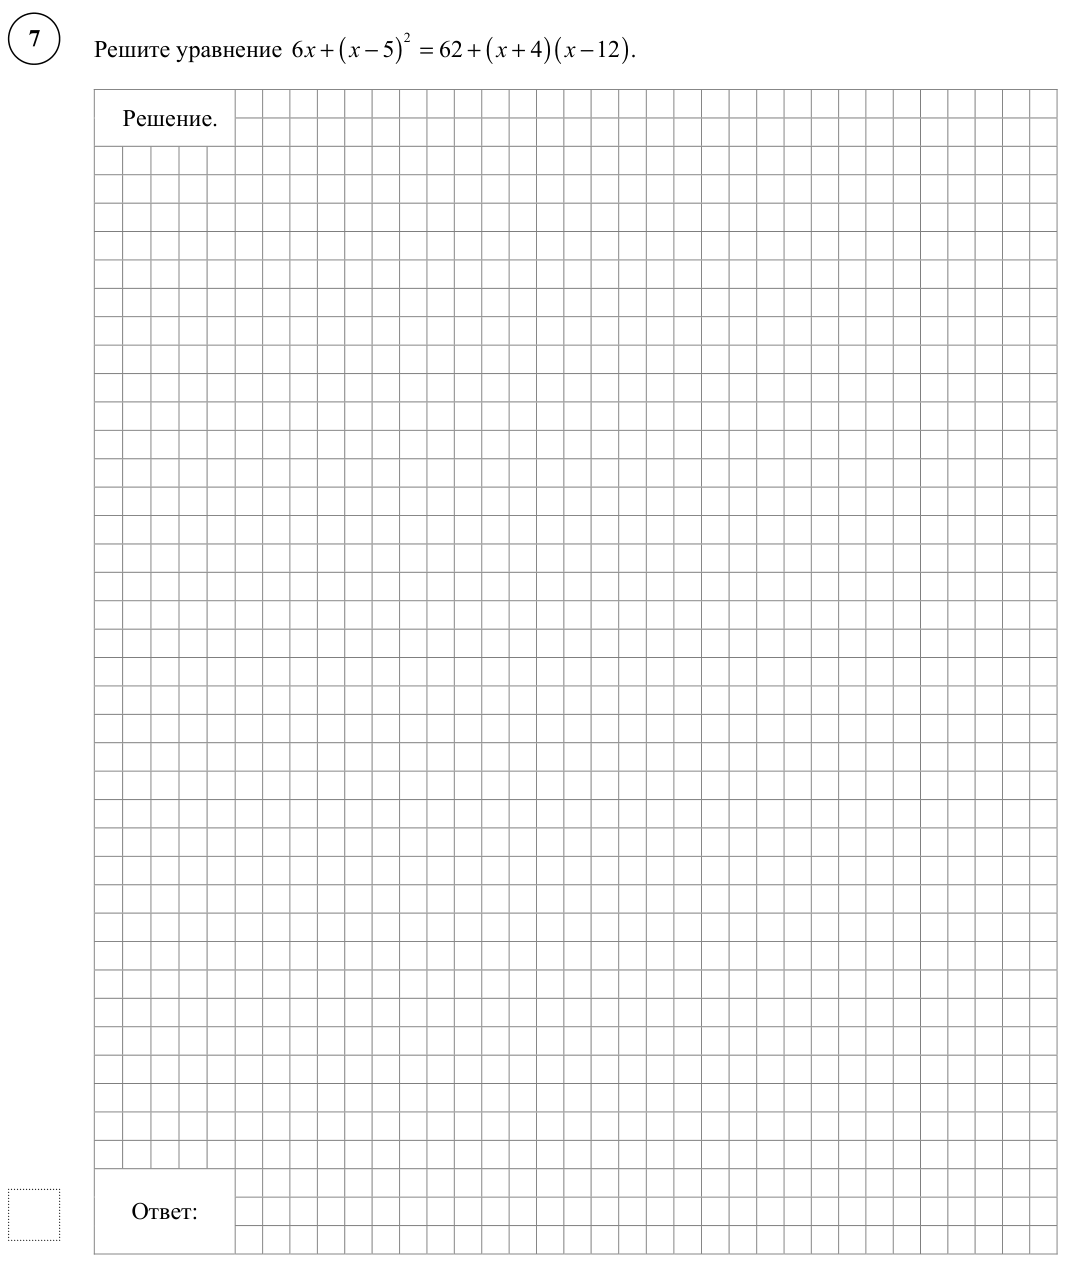 7
Решите уравнение 6x+(x−5)² =62+(x+4)(x−12).
Решение.
Ответ: